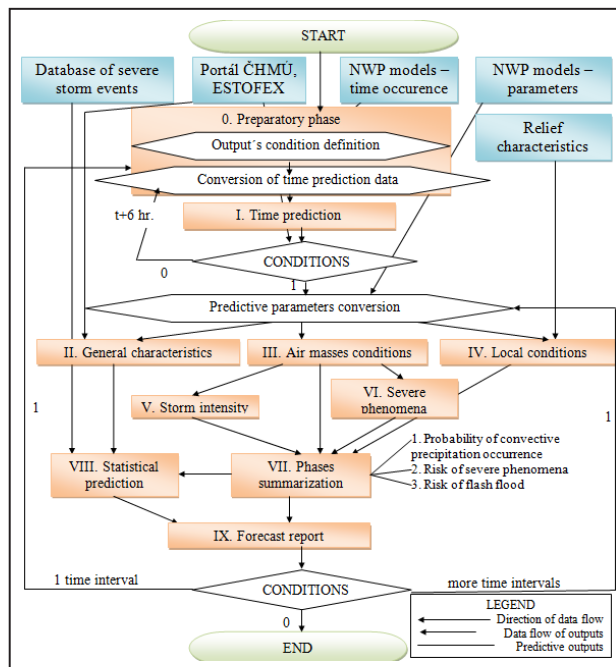 START
Database of severe
storm events
Portál ČHMÚ,
ESTOFEX
NWP models –
time occurence
NWP models –
parameters
0. Preparatory phase
Output´s condition definition
Relief
characteristics
Conversion of time prediction data
t+6 hr.
I. Time prediction
CONDITIONS
0
1
Predictive parameters conversion
II. General characteristics
III. Air masses conditions
IV. Local conditions
VI. Severe
phenomena
V. Storm intensity
1
1
1. Probability of convective
precipitation occurrence
2. Risk of severe phenomena
3. Risk of flash flood
VIII. Statistical
prediction
VII. Phases
summarization
IX. Forecast report
1 time interval
CONDITIONS
more time intervals
0
END
LEGEND
Direction of data flow
Data flow of outputs
Predictive outputs